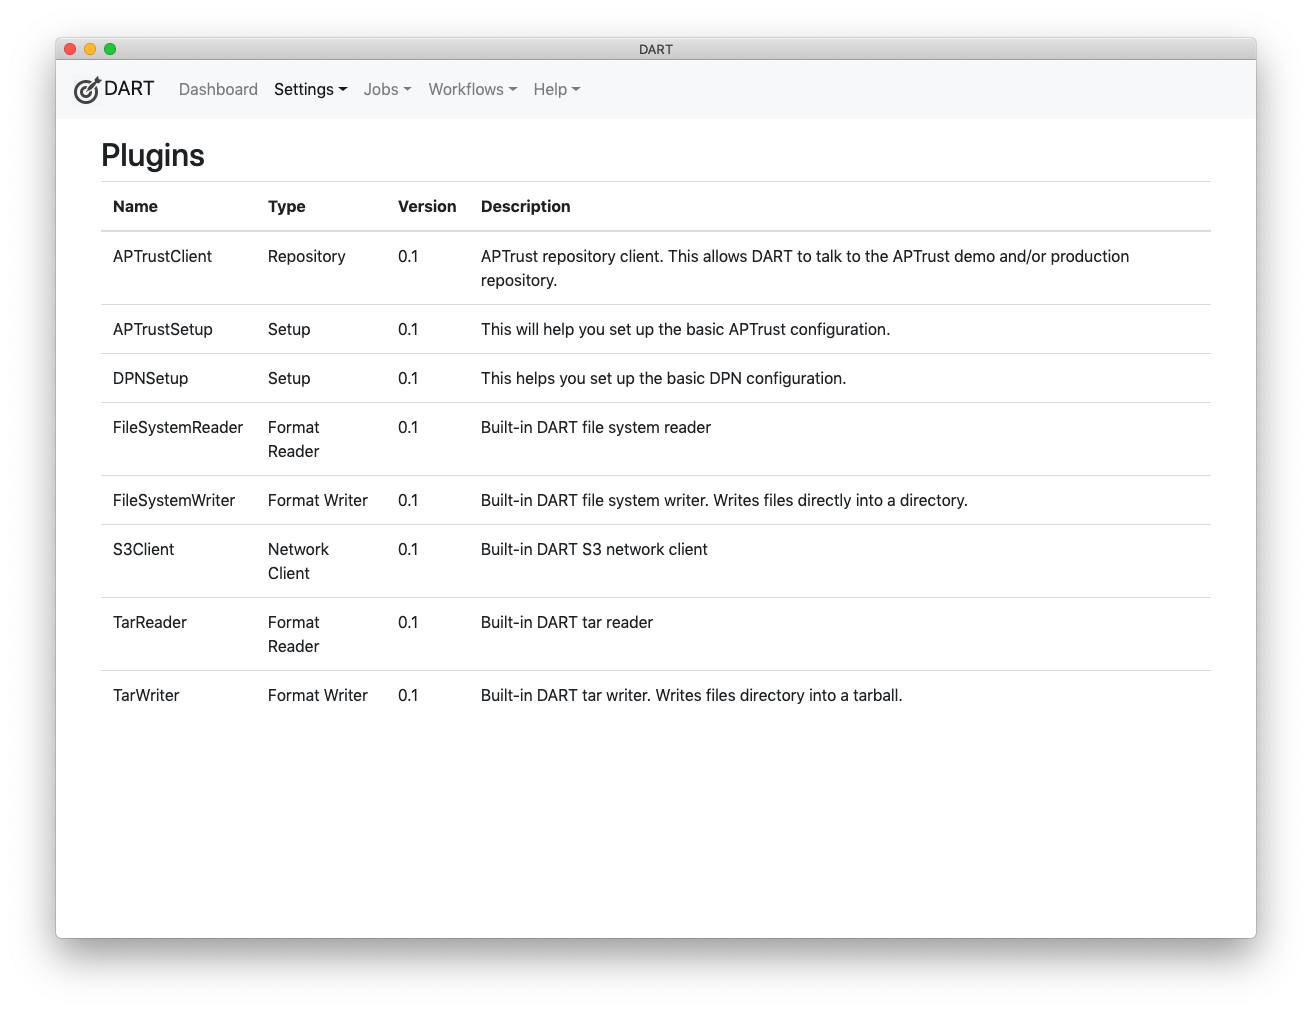 DART
DART Dashboard Settings Jobs Workflows Help
Plugins
Name Type Version Description
APTrustClient Repository 0.1 APTrust repository client. This allows DART to talk to the APTrust demo and/or production
repository.
APTrustSetup Setup 0.1 This will help you set up the basic APTrust configuration.
DPNSetup Setup 0.1 This helps you set up the basic DPN configuration.
FileSystemReader Format 0.1 Built-in DART file system reader
Reader
FileSystemWriter Format Writer 0.1 Built-in DART file system writer. Writes files directly into a directory.
S3Client Network 0.1 Built-in DART S3 network client
Client
TarReader Format 0.1 Built-in DART tar reader
Reader
TarWriter Format Writer 0.1 Built-in DART tar writer. Writes files directory into a tarball.